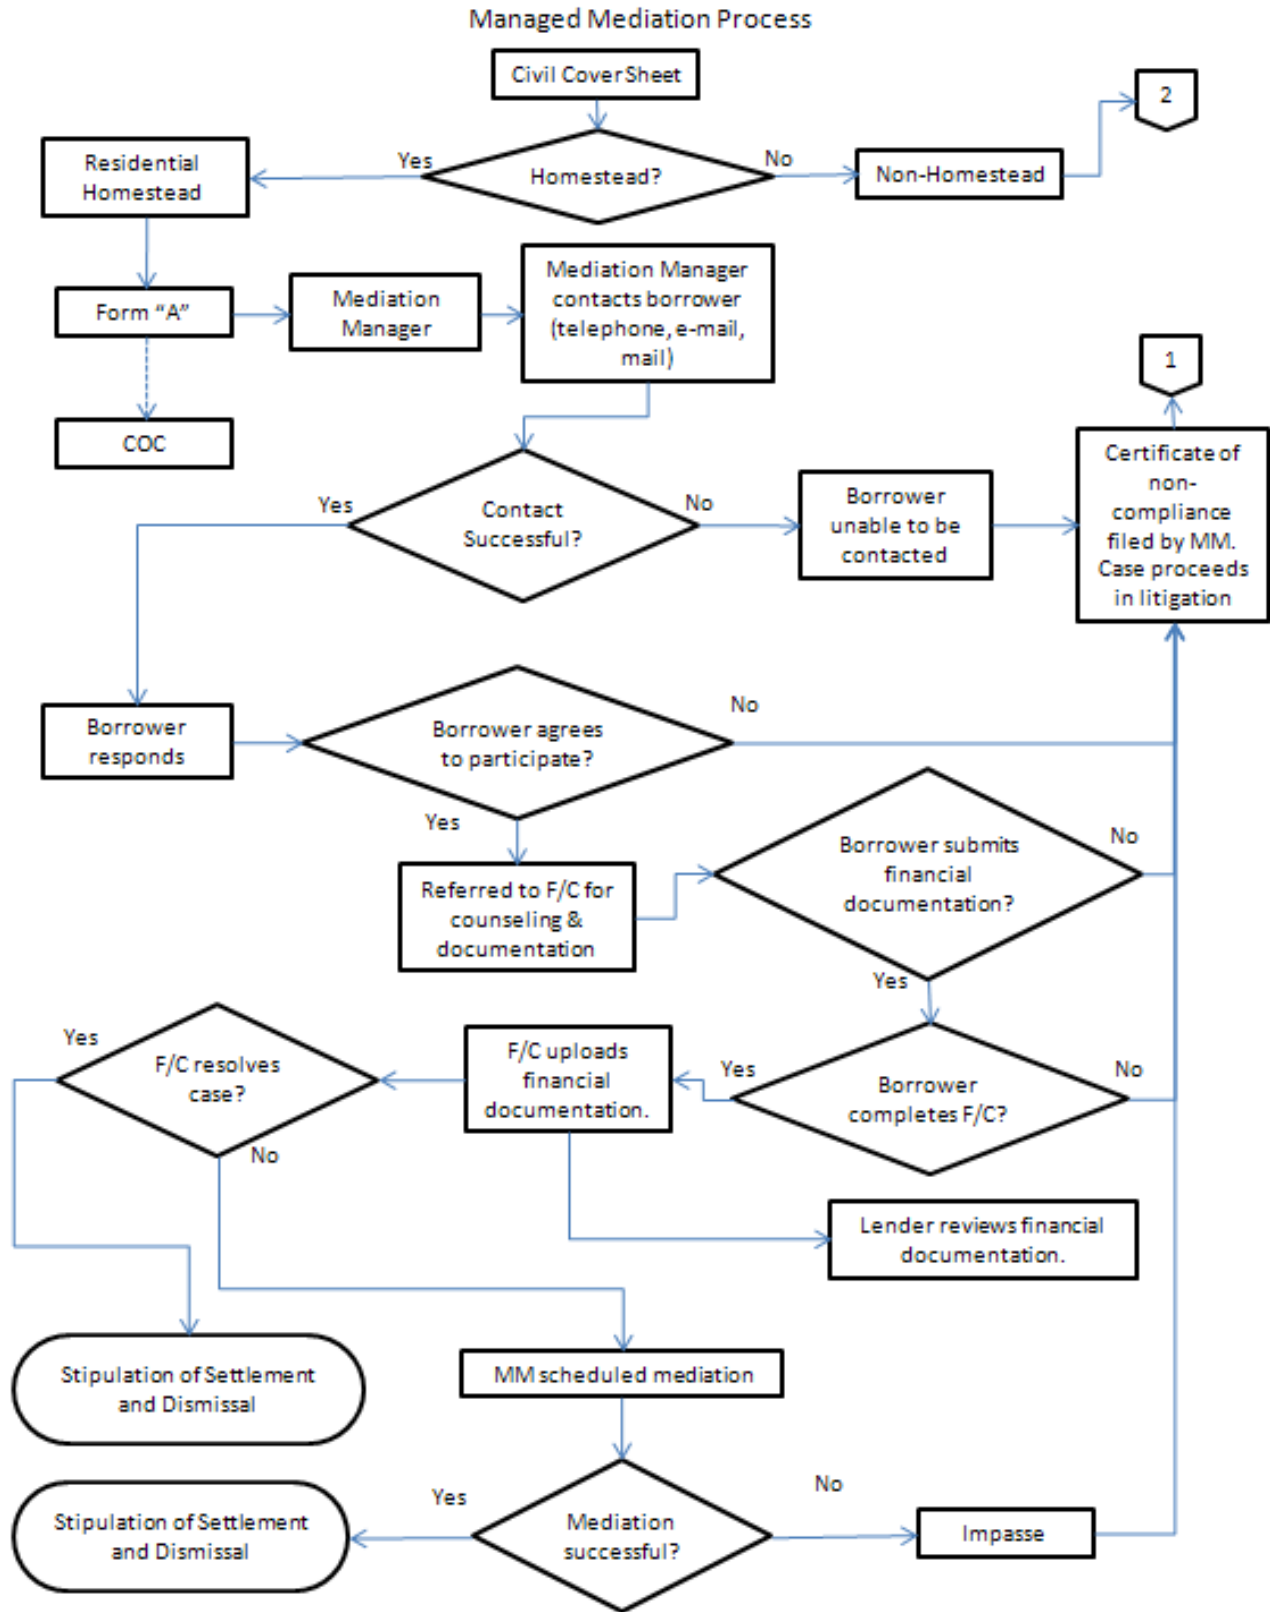 Managed Mediation Process
Civil Cover Sheet
2
Residential
Homestead
Yes
Homestead?
No
Non-Homestead
Form “A”
Mediation
Manager
Mediation Manager
contacts borrower
(telephone, e-mail,
mail)
1
COC
Yes
Contact
Successful?
No
Borrower
unable to be
contacted
Certificate of
non-
compliance
filed by MM.
Case proceeds
in litigation
Borrower
responds
Borrower agrees
to participate?
No
Yes
Referred to F/C for
counseling &
documentation
Borrower submits
financial
documentation?
No
Yes
Yes
F/C resolves
case?
No
F/C uploads
financial
documentation.
Yes
Borrower
completes F/C?
No
Lender reviews financial
documentation.
Stipulation of Settlement
and Dismissal
MM scheduled mediation
Stipulation of Settlement
and Dismissal
Yes
Mediation
successful?
No
Impasse